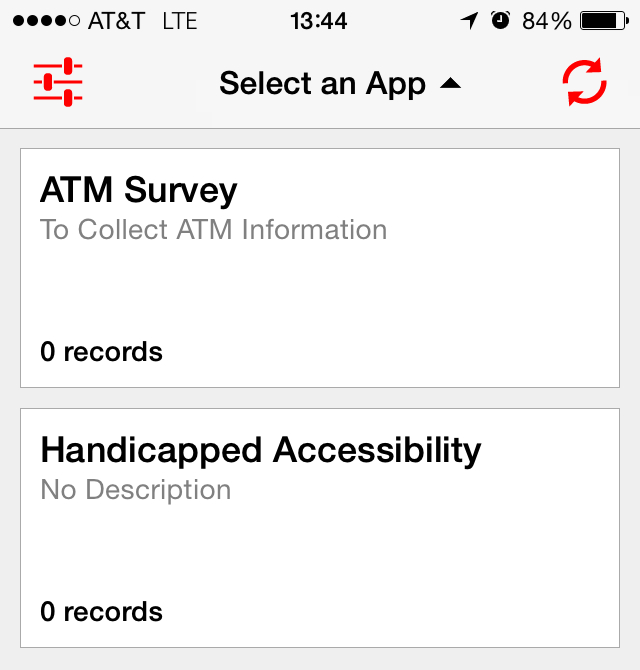 AT&T LTE 13:44 84%
Select an App
ATM Survey
To Collect ATM Information
0 records
Handicapped Accessibility
No Description
0 records